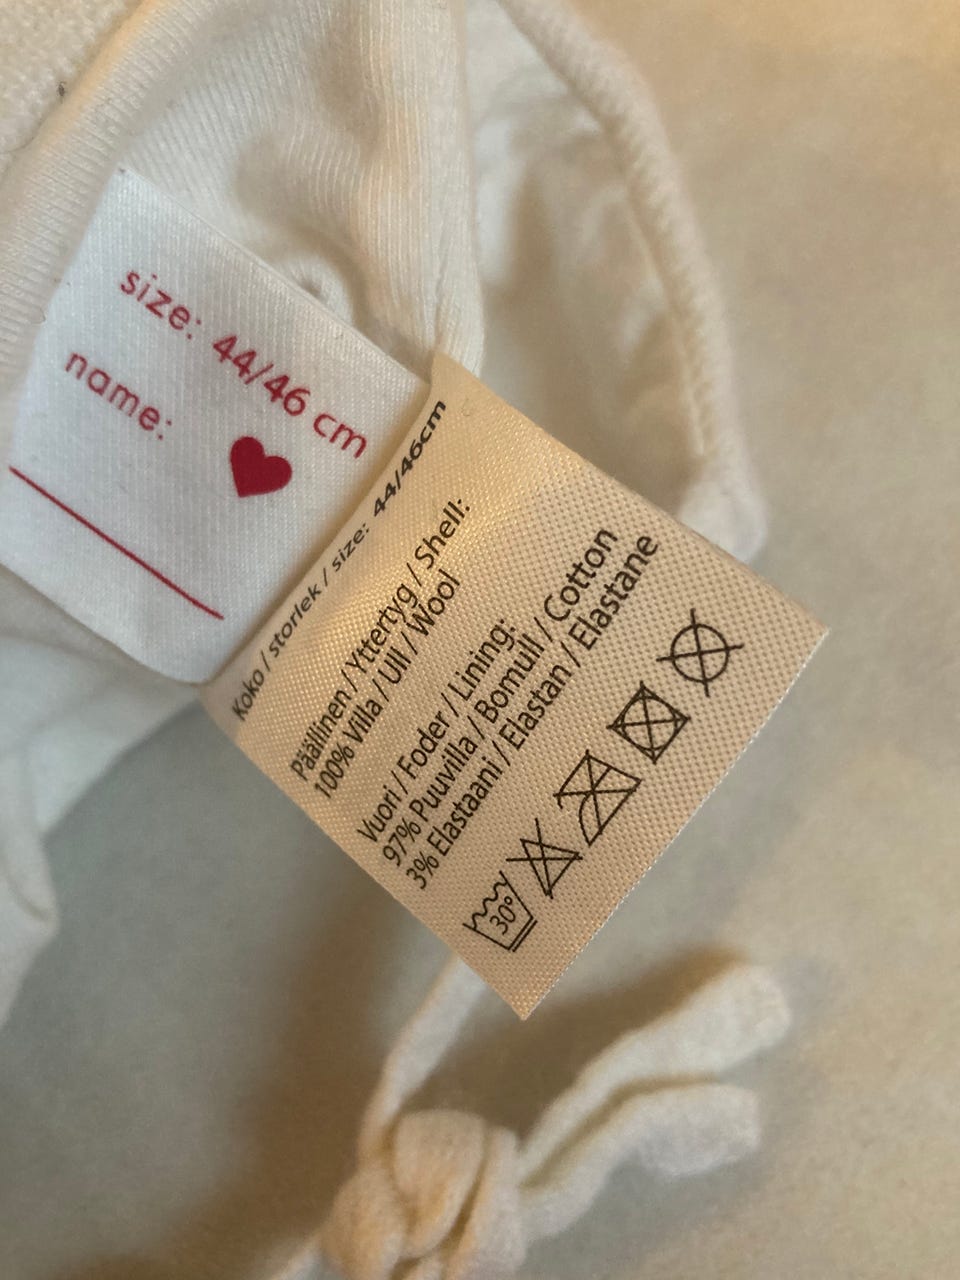 size: 44/46 cm
name:
Koko / storlek / size: 44/46cm
Päällinen / Yttertyg / Shell:
100% Villa / Ull / Wool
Vuori / Foder / Lining:
97% Puuvilla / Bomull / Cotton
3% Elastaani / Elastan / Elastane
30°